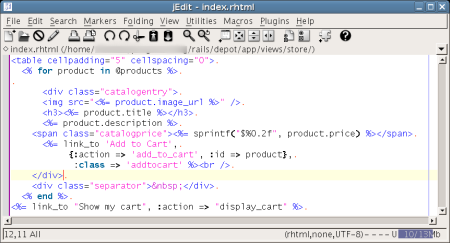 jEdit - index.rhtml
File Edit Search Markers Folding View Utilities Macros Plugins Help
index.rhtml (/home/ /rails/depot/app/views/store/)
<table cellpadding="5" cellspacing="0">.
<% for product in @products %>.
.
<div class="catalogentry">.
<img src="<%= product.image_url %>" />.
<h3><%= product.title %></h3>.
<%= product.description %>.
<span class="catalogprice"><%= sprintf("$%0.2f", product.price) %></span>.
<%= link_to 'Add to Cart',.
{:action => 'add_to_cart', :id => product},.
:class => 'addtocart' %><br />.
</div>.
<div class="separator">&nbsp;</div>.
<% end %>.
<%= link_to "Show my cart", :action => "display_cart" %>.
12,11 All
(rhtml,none,UTF-8)- - - - U 10/13Mb